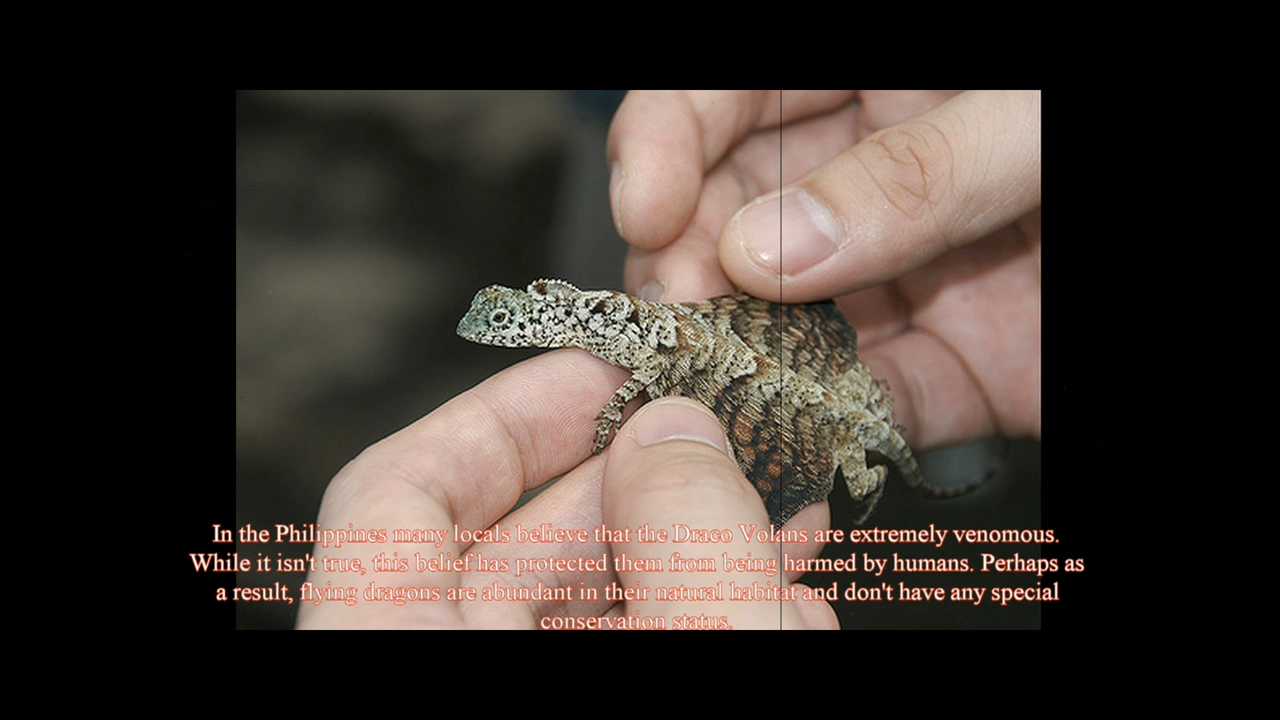 In the Philippines many locals believe that the Draco Volans are extremely venomous.
While it isn't true, this belief has protected them from being harmed by humans. Perhaps as
a result, flying dragons are abundant in their natural habitat and don't have any special
conservation status.